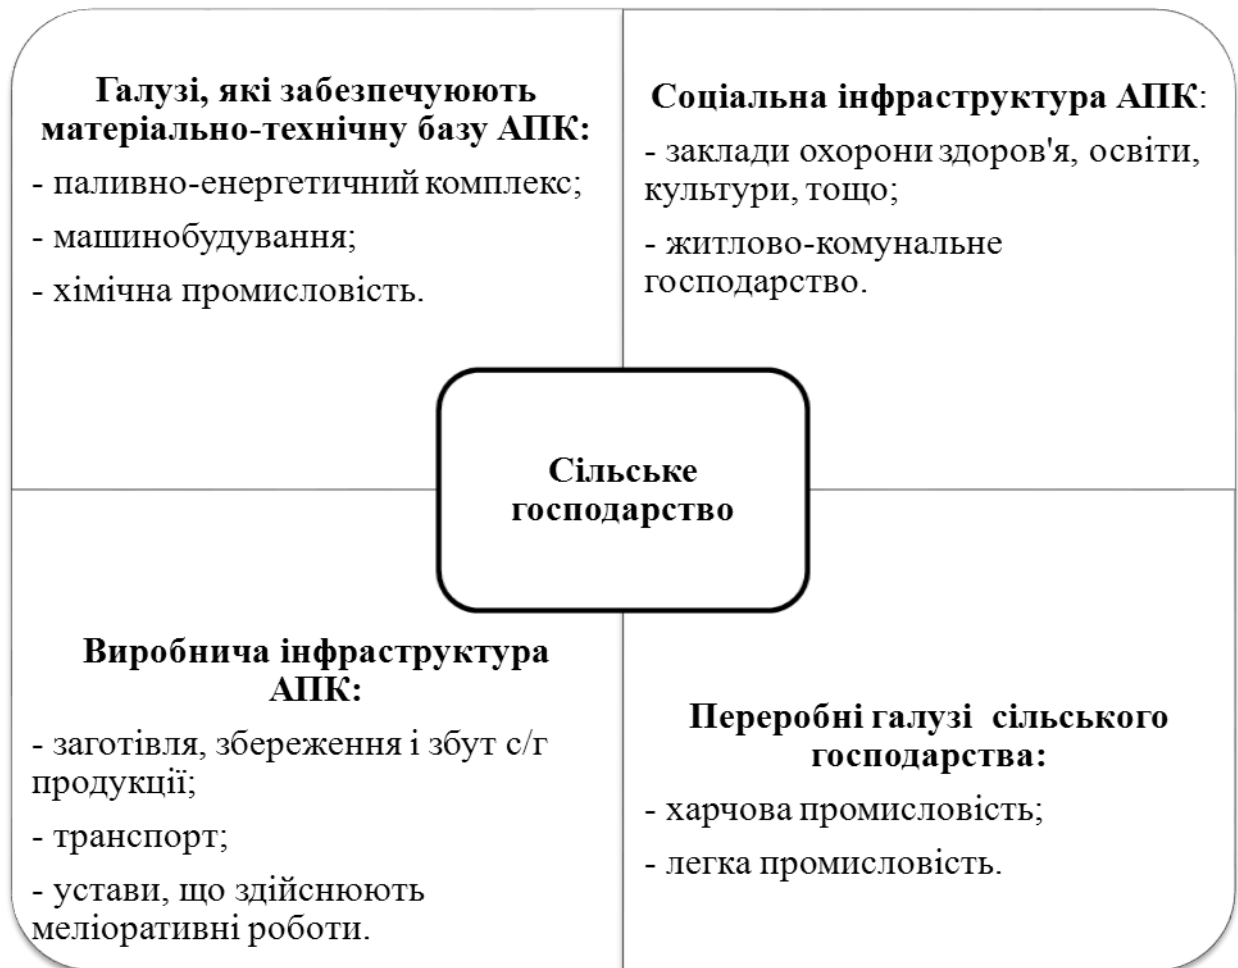 Галузі, які забезпечуюють
матеріально-технічну базу АПК:
- паливно-енергетичний комплекс;
- машинобудування;
- хімічна промисловість.
Соціальна інфраструктура АПК:
- заклади охорони здоров'я, освіти,
культури, тощо;
- житлово-комунальне
господарство.
Сільське
господарство
Виробнича інфраструктура
АПК:
- заготівля, збереження і збут с/г
продукції;
- транспорт;
- устави, що здійснюють
меліоративні роботи.
Переробні галузі сільського
господарства:
- харчова промисловість;
- легка промисловість.